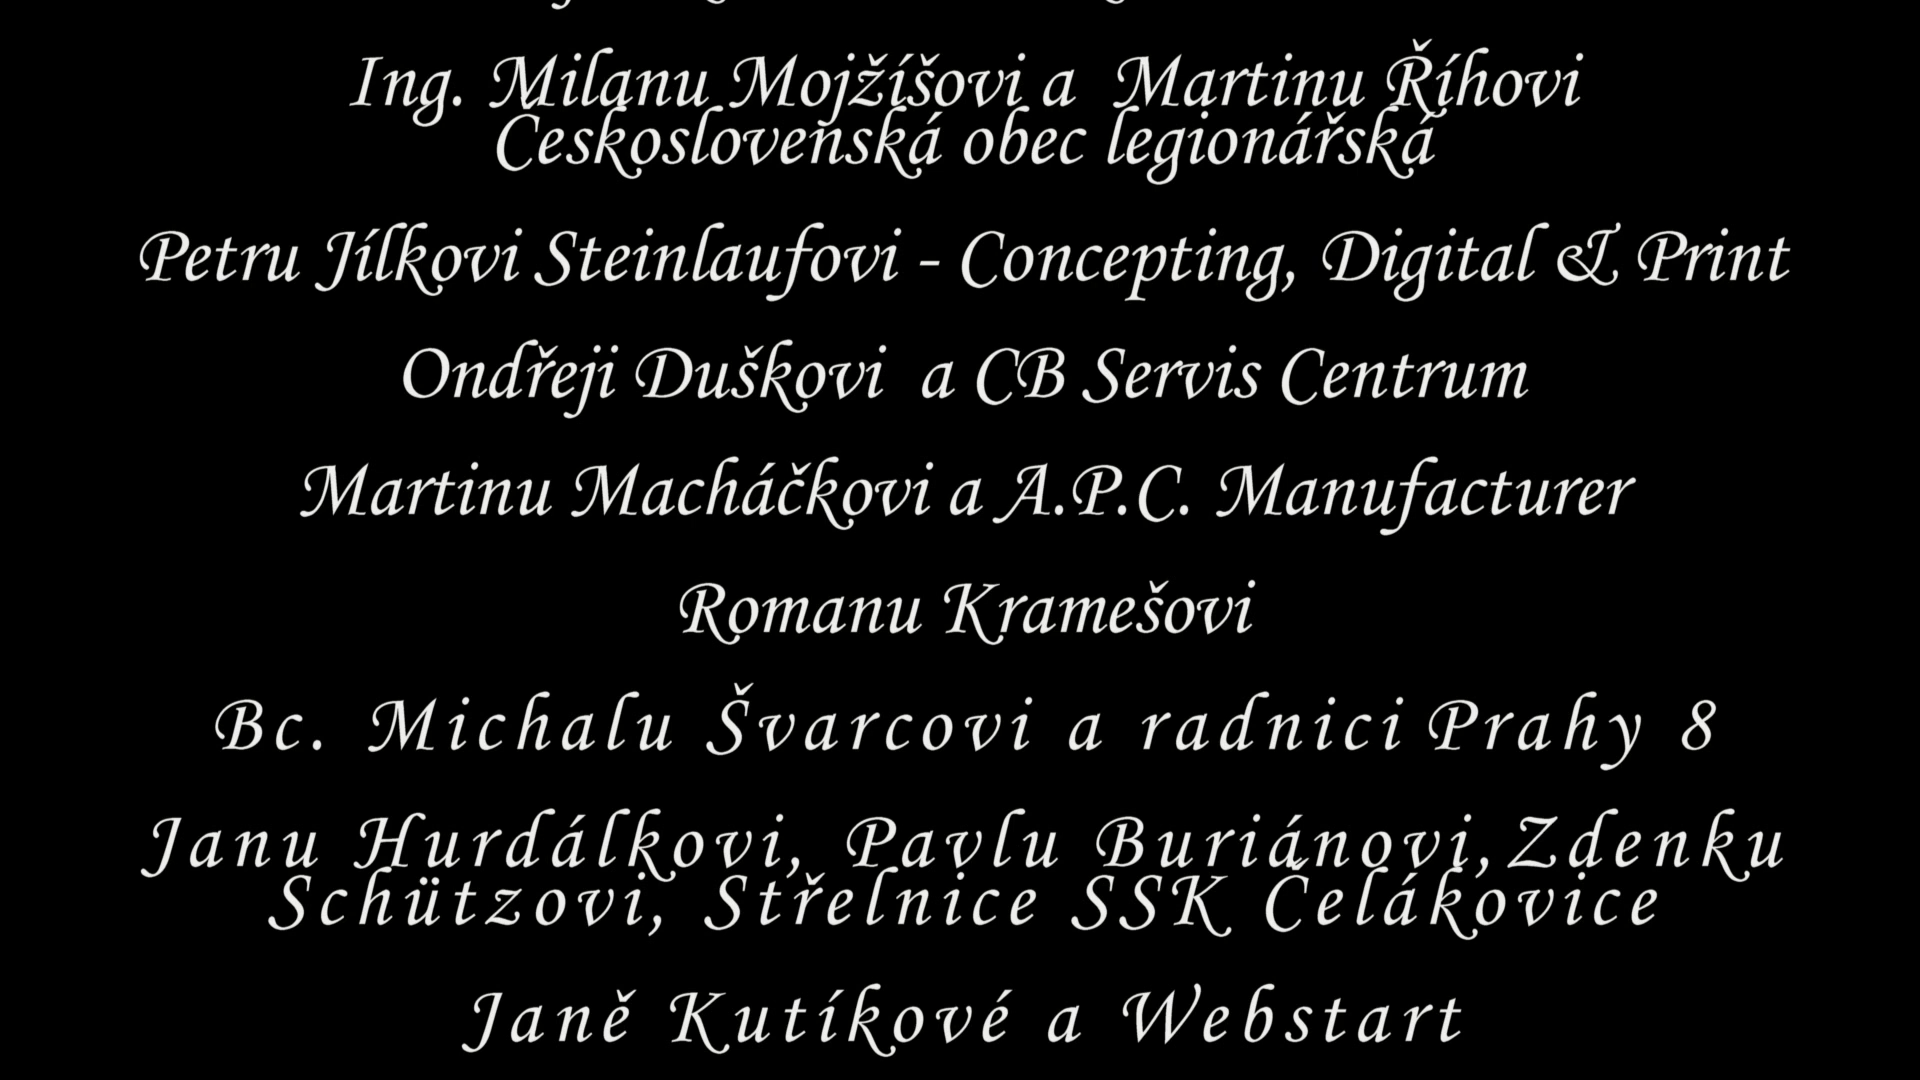 Ing. Milanu Mojžíšovi a Martinu Říhovi
Československá obec legionářská
Petru Jílkovi Steinlaufovi - Concepting, Digital & Print
Ondřeji Duškovi a CB Servis Centrum
Martinu Macháčkovi a A.P.C. Manufacturer
Romanu Kramešovi
Bc. Michalu Švarcovi a radnici Prahy 8
Janu Hurdálkovi, Pavlu Buriánovi,Zdenku
Schützovi, Střelnice SSK Čelákovice
Janě Kutíkové a Webstart